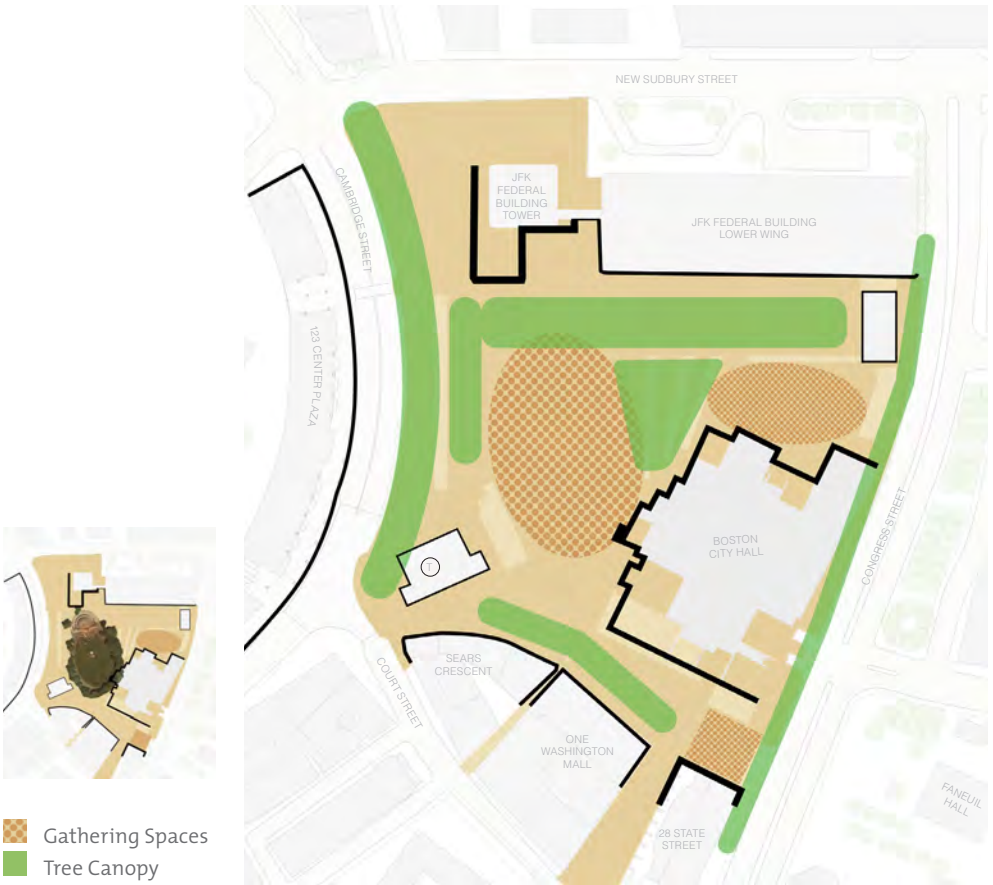 NEW SUDBURY STREET
CAMBRIDGE STREET
JFK
FEDERAL
BUILDING
TOWER
JFK FEDERAL BUILDING
LOWER WING
123 CENTER PLAZA
BOSTON
CITY HALL
CONGRESS STREET
T
SEARS
CRESCENT
COURT STREET
ONE
WASHINGTON
MALL
28 STATE
STREET
FANEUIL
HALL
Gathering Spaces
Tree Canopy